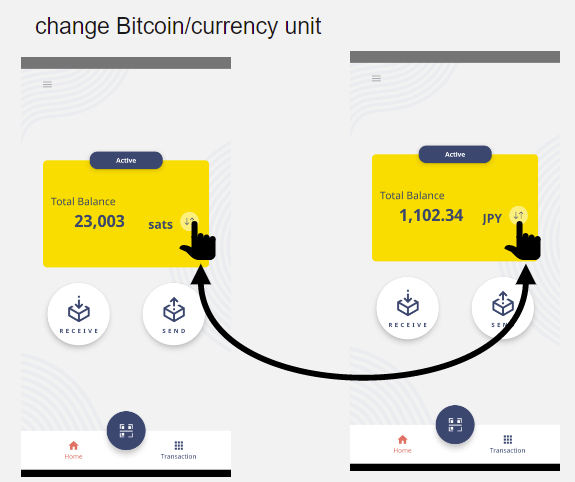 change Bitcoin/currency unit
Active
Total Balance
23,003 sats
RECEIVE
SEND
Home
Transaction
Active
Total Balance
1,102.34 JPY
RECEIVE
SEND
Home
Transaction